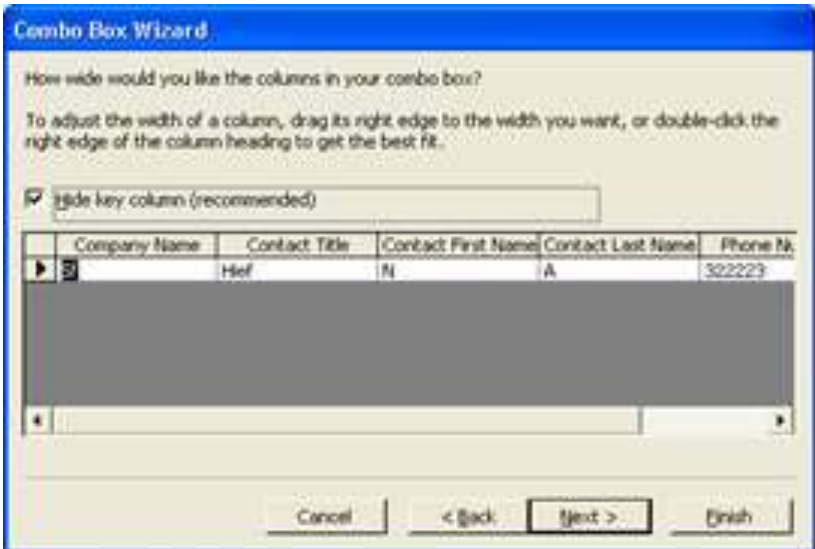 Combo Box Wizard
How wide would you like the columns in your combo box?
To adjust the width of a column, drag its right edge to the width you want, or double-click the
right edge of the column heading to get the best fit.
Hide key column (recommended)
Company Name Contact Title Contact First Name Contact Last Name Phone Nu
Hief N A 322223
Cancel < Back Next > Finish